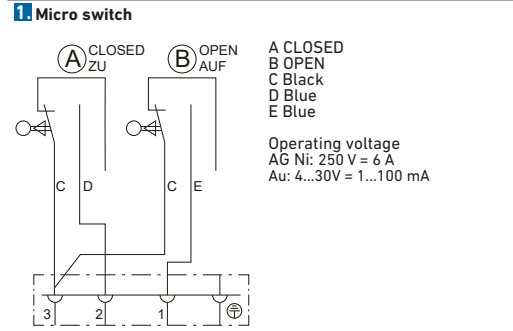 1. Micro switch
A CLOSED
ZU
B OPEN
AUF
A CLOSED
B OPEN
C Black
D Blue
E Blue
Operating voltage
AG Ni: 250 V = 6 A
Au: 4...30V = 1...100 mA
C D C E
3 2 1